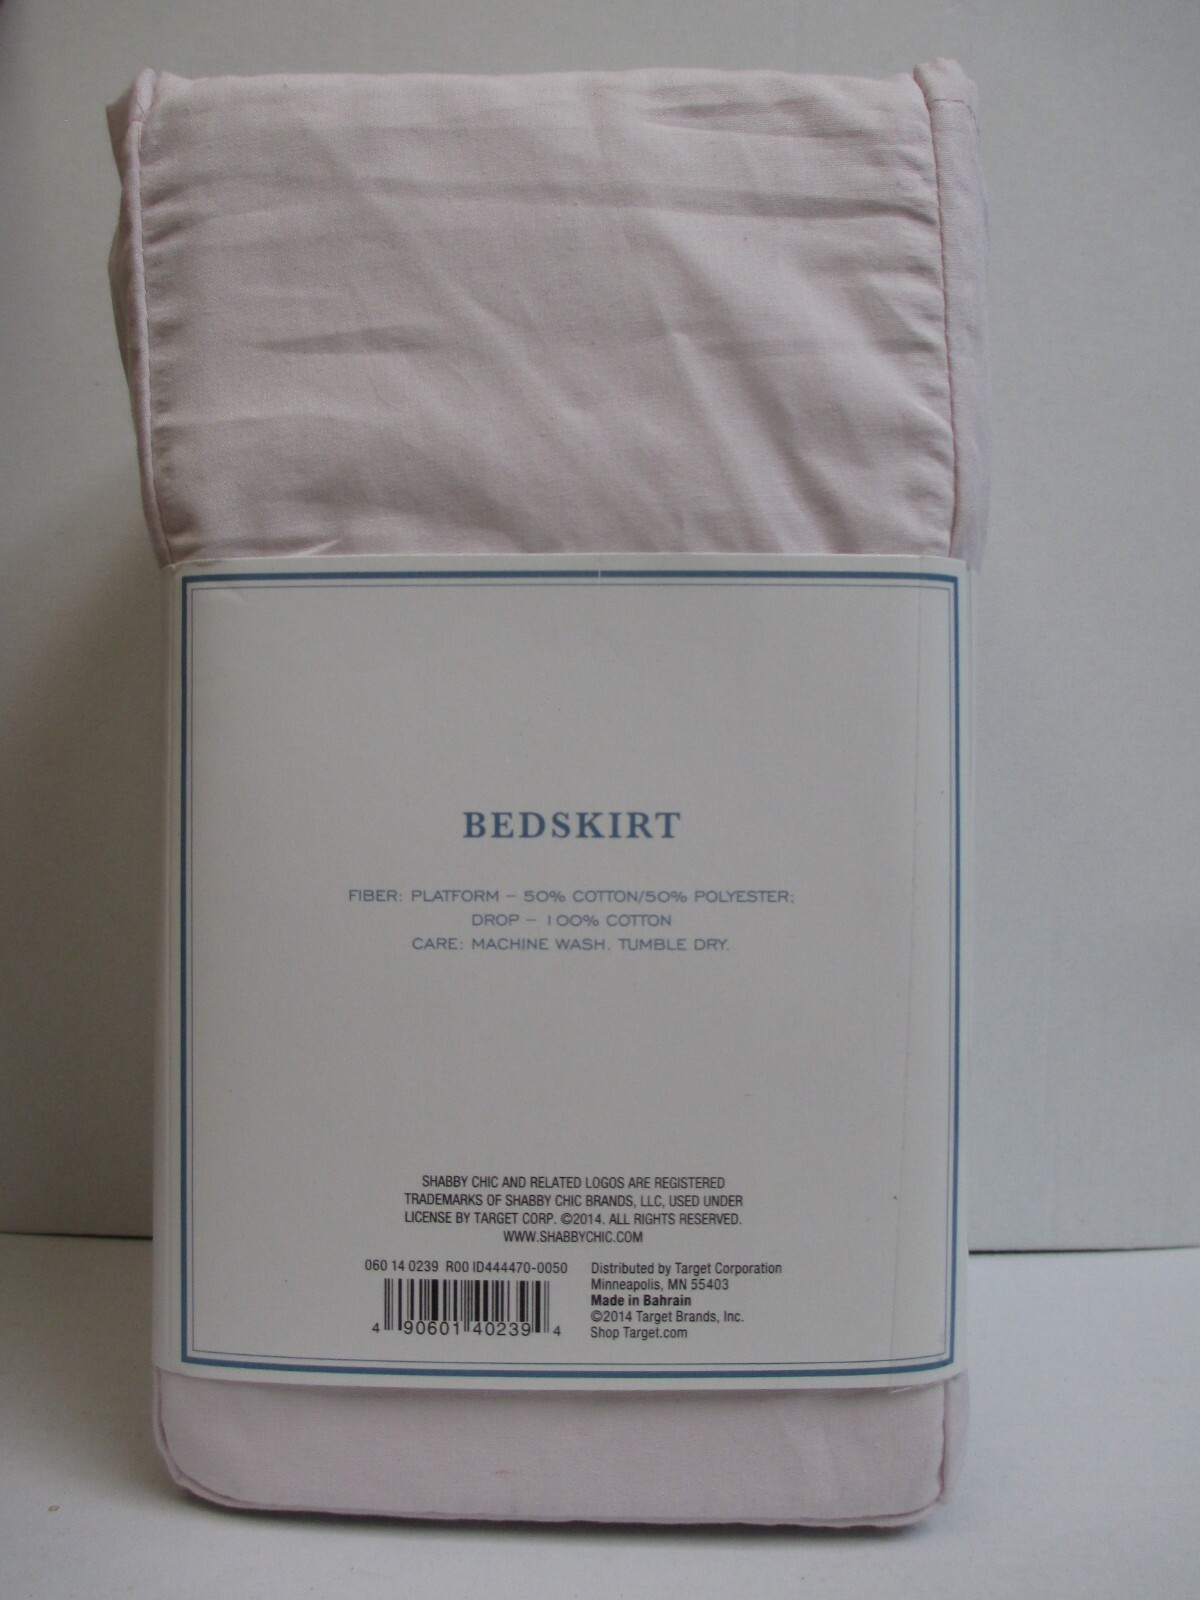 BEDSKIRT
FIBER: PLATFORM – 50% COTTON/50% POLYESTER;
DROP – 100% COTTON
CARE: MACHINE WASH. TUMBLE DRY.
SHABBY CHIC AND RELATED LOGOS ARE REGISTERED
TRADEMARKS OF SHABBY CHIC BRANDS, LLC, USED UNDER
LICENSE BY TARGET CORP. ©2014. ALL RIGHTS RESERVED.
WWW.SHABBYCHIC.COM
060 14 0239 R00 ID444470-0050
4 90601 40239 4
Distributed by Target Corporation
Minneapolis, MN 55403
Made in Bahrain
©2014 Target Brands, Inc.
Shop Target.com